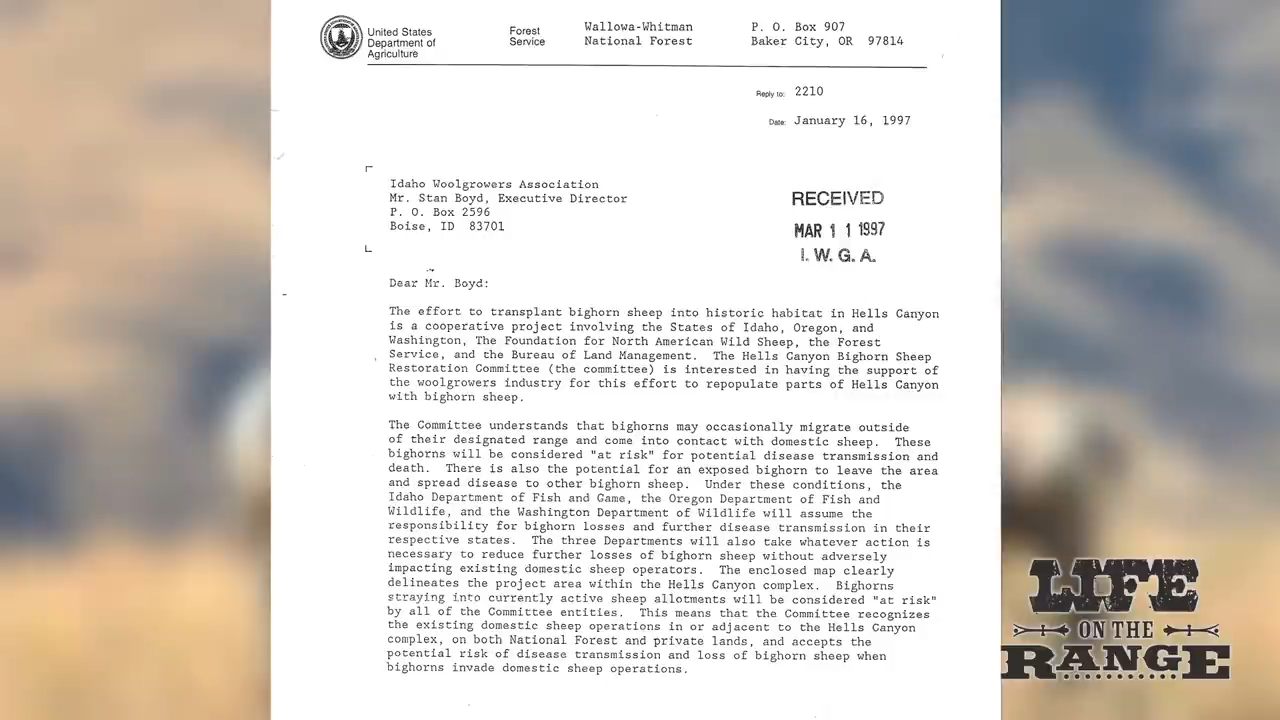 United States
Department of
Agriculture
Forest
Service
Wallowa-Whitman
National Forest
P. O. Box 907
Baker City, OR 97814
Reply to: 2210
Date: January 16, 1997
Idaho Woolgrowers Association
Mr. Stan Boyd, Executive Director
P. O. Box 2596
Boise, ID 83701
RECEIVED
MAR 11 1997
I. W. G. A.
Dear Mr. Boyd:
The effort to transplant bighorn sheep into historic habitat in Hells Canyon
is a cooperative project involving the States of Idaho, Oregon, and
Washington, The Foundation for North American Wild Sheep, the Forest
Service, and the Bureau of Land Management. The Hells Canyon Bighorn Sheep
Restoration Committee (the committee) is interested in having the support of
the woolgrowers industry for this effort to repopulate parts of Hells Canyon
with bighorn sheep.
The Committee understands that bighorns may occasionally migrate outside
of their designated range and come into contact with domestic sheep. These
bighorns will be considered "at risk" for potential disease transmission and
death. There is also the potential for an exposed bighorn to leave the area
and spread disease to other bighorn sheep. Under these conditions, the
Idaho Department of Fish and Game, the Oregon Department of Fish and
Wildlife, and the Washington Department of Wildlife will assume the
responsibility for bighorn losses and further disease transmission in their
respective states. The three Departments will also take whatever action is
necessary to reduce further losses of bighorn sheep without adversely
impacting existing domestic sheep operators. The enclosed map clearly
delineates the project area within the Hells Canyon complex. Bighorns
straying into currently active sheep allotments will be considered "at risk"
by all of the Committee entities. This means that the Committee recognizes
the existing domestic sheep operations in or adjacent to the Hells Canyon
complex, on both National Forest and private lands, and accepts the
potential risk of disease transmission and loss of bighorn sheep when
bighorns invade domestic sheep operations.
LIFE
ON THE
RANGE